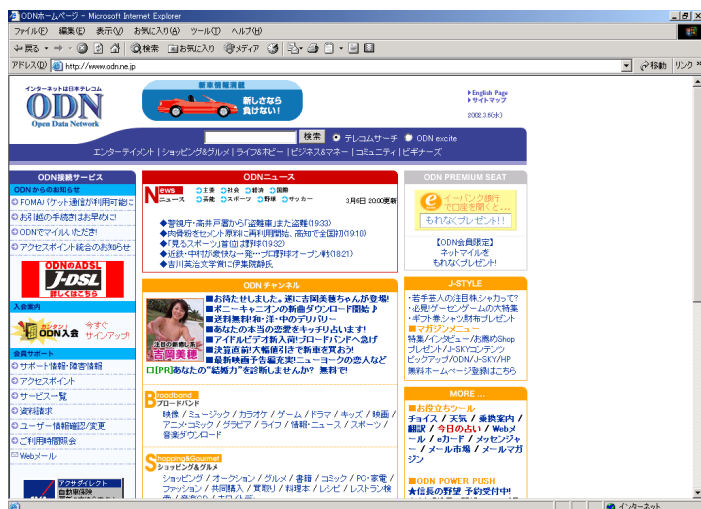 ODNホームページ - Microsoft Internet Explorer
ファイル(F) 編集(E) 表示(V) お気に入り(A) ツール(T) ヘルプ(H)
戻る 検索 お気に入り メディア
アドレス(D) http://www.odn.ne.jp 移動 リンク
インターネットは日本テレコム
ODN
Open Data Network
新車情報満載
新しさなら
負けない!
English Page
サイトマップ
2002.3.6(水)
検索 テレコムサーチ ODN excite
エンターテイメント | ショッピング&グルメ | ライフ&ホビー | ビジネス&マネー | コミュニティ | ビギナーズ
ODN接続サービス
ODNからのお知らせ
FOMAパケット通信が利用可能に
お引越の手続きはお早めに
ODNでマイルいただき!
アクセスポイント統合のお知らせ
ODNのADSL
J-DSL
詳しくはこちら
入会案内
カンタン!
ODN入会
今すぐ
サインアップ!
会員サポート
サポート情報・障害情報
アクセスポイント
サービス一覧
資料請求
ユーザー情報確認/変更
ご利用時間照会
Webメール
アクサダイレクト
自動車保険
ODNニュース
News
ニュース
主要 社会 経済 国際
芸能 スポーツ 野球 サッカー
3月6日 20:00更新
◆警視庁・高井戸署から「盗難車」また盗難(19:33)
◆肉骨粉をセメント原料に再利用開始、高知で全国初(19:10)
◆「見るスポーツ」首位は野球(19:32)
◆近鉄・中村が豪快な一発…プロ野球オープン戦(18:21)
◆吉川英治文学賞に伊集院静氏
ODN チャンネル
注目の癒し系
吉岡美穂
■お待たせしました。遂に吉岡美穂ちゃんが登場!
■ポニーキャニオンの新曲ダウンロード開始♪
■送料無料!和・洋・中のデリバリー
■あなたの本当の恋愛をキッチリ占います!
■アイドルビデオ新入荷!ブロードバンドへ急げ
■決算直前!大幅値引きで新車を買おう!
■最新映画予告編充実!ニューヨークの恋人など
ロ[PR]あなたの“結婚力”を診断しませんか? 無料で!
Broadband
ブロードバンド
映像 / ミュージック / カラオケ / ゲーム / ドラマ / キッズ / 映画 /
アニメ・コミック / グラビア / ライフ / 情報・ニュース / スポーツ /
音楽ダウンロード
Shopping&Gourmet
ショッピング&グルメ
ショッピング / オークション / グルメ / 書籍 / コミック / PC・家電 /
ファッション / 共同購入 / 買取り / 料理本 / レシピ / レストラン検
ODN PREMIUM SEAT
イーバンク銀行
で口座を開くと...
もれなくプレゼント!!
【ODN会員限定】
ネットマイルを
もれなくプレゼント!
J-STYLE
・若手芸人の注目株シャカって?
・必見!ゲーセンゲームの大特集
・ギフト券シャツ財布プレゼント
■マガジンメニュー
特集/インタビュー/お薦めShop
プレゼント/J-SKYコンテンツ
ピックアップ/ODN/J-SKY/HP
無料ホームページ登録はこちら
MORE ...
■お役立ちツール
チョイス / 天気 / 乗換案内 /
翻訳 / 今日の占い / Webメ
ール / eカード / メッセンジャ
ー / メール市場 / メールマガ
ジン
■ODN POWER PUSH
★信長の野望 予約受付中!
インターネット